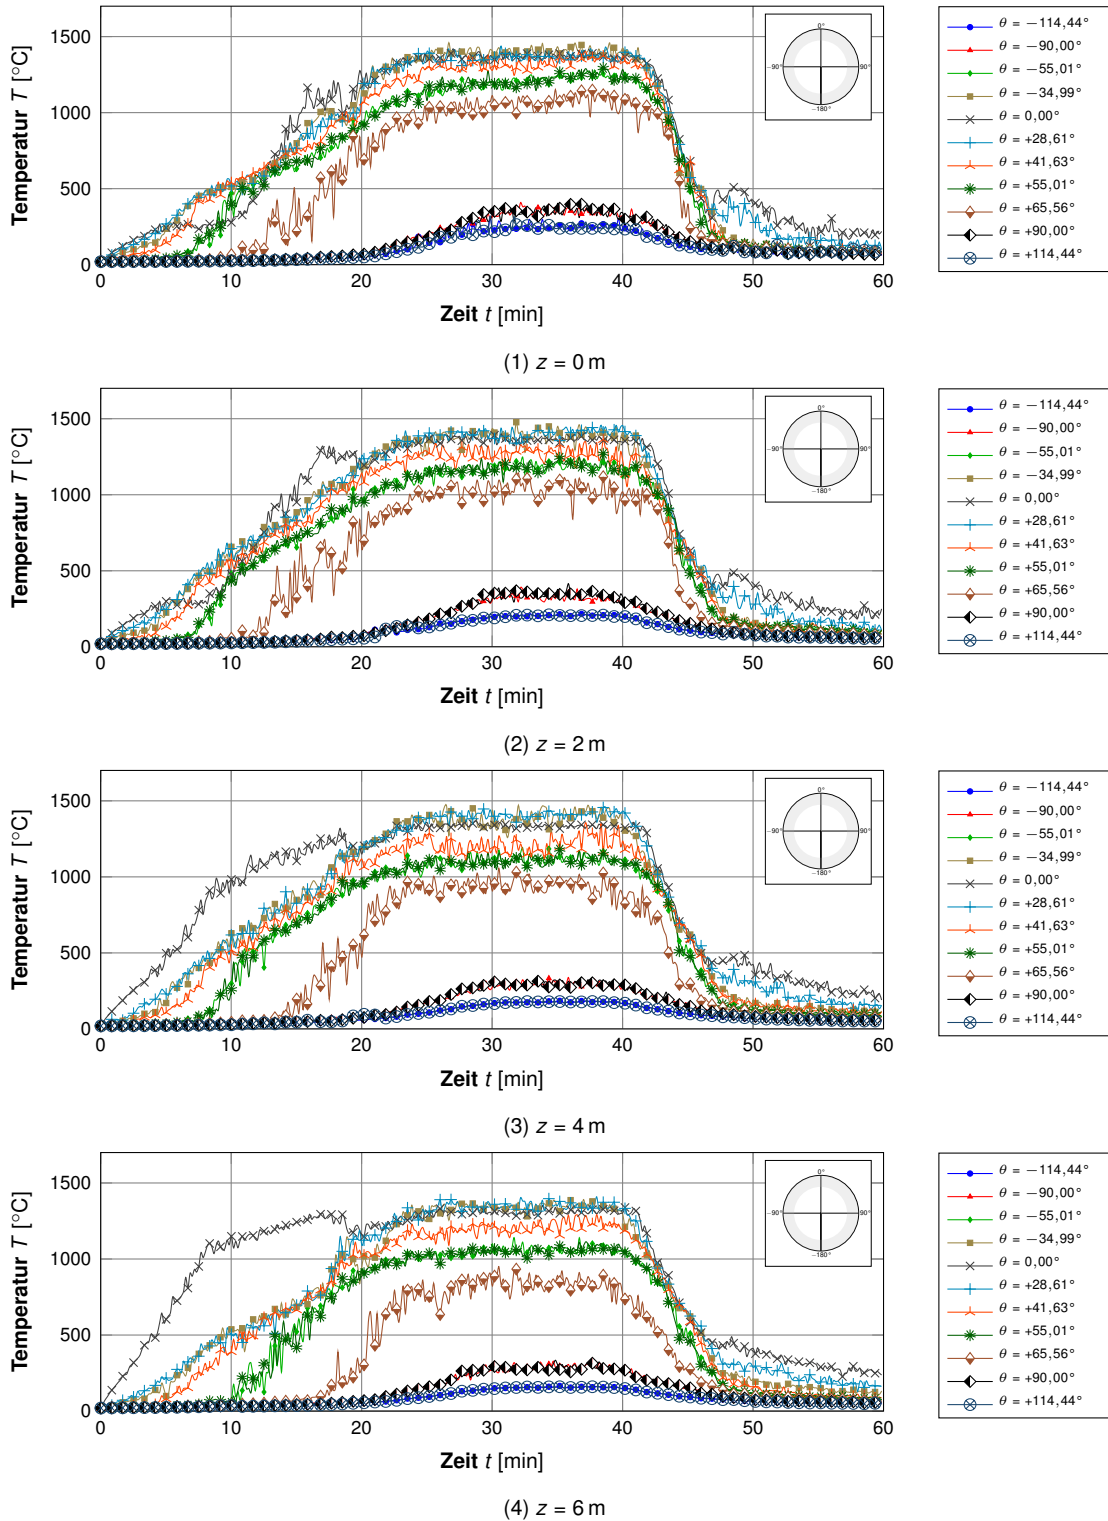 1500
1000
500
0
Temperatur T [°C]
0 10 20 30 40 50 60
Zeit t [min]
0°
−90° 90°
−180°
θ = −114,44°
θ = −90,00°
θ = −55,01°
θ = −34,99°
θ = 0,00°
θ = +28,61°
θ = +41,63°
θ = +55,01°
θ = +65,56°
θ = +90,00°
θ = +114,44°
(1) z = 0 m
1500
1000
500
0
Temperatur T [°C]
0 10 20 30 40 50 60
Zeit t [min]
0°
−90° 90°
−180°
θ = −114,44°
θ = −90,00°
θ = −55,01°
θ = −34,99°
θ = 0,00°
θ = +28,61°
θ = +41,63°
θ = +55,01°
θ = +65,56°
θ = +90,00°
θ = +114,44°
(2) z = 2 m
1500
1000
500
0
Temperatur T [°C]
0 10 20 30 40 50 60
Zeit t [min]
0°
−90° 90°
−180°
θ = −114,44°
θ = −90,00°
θ = −55,01°
θ = −34,99°
θ = 0,00°
θ = +28,61°
θ = +41,63°
θ = +55,01°
θ = +65,56°
θ = +90,00°
θ = +114,44°
(3) z = 4 m
1500
1000
500
0
Temperatur T [°C]
0 10 20 30 40 50 60
Zeit t [min]
0°
−90° 90°
−180°
θ = −114,44°
θ = −90,00°
θ = −55,01°
θ = −34,99°
θ = 0,00°
θ = +28,61°
θ = +41,63°
θ = +55,01°
θ = +65,56°
θ = +90,00°
θ = +114,44°
(4) z = 6 m